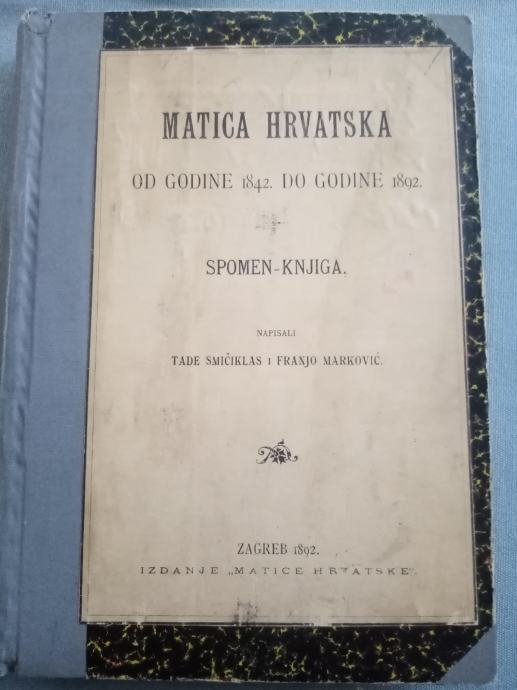 MATICA HRVATSKA
OD GODINE 1842. DO GODINE 1892.
SPOMEN-KNJIGA.
NAPISALI
TADE SMIČIKLAS I FRANJO MARKOVIĆ.
ZAGREB 1892.
IZDANJE „MATICE HRVATSKE“.